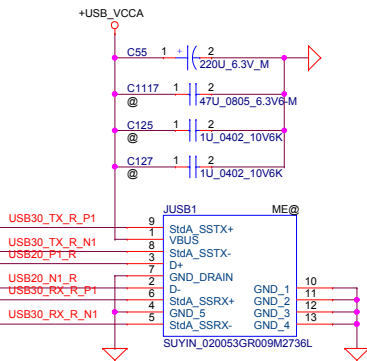 +USB_VCCA
C55 1 + 2
220U_6.3V_M
C1117 1 2
@ 47U_0805_6.3V6-M
C125 1 2
@ 1U_0402_10V6K
C127 1 2
@ 1U_0402_10V6K
JUSB1 ME@
USB30_TX_R_P1 9 StdA_SSTX+
1 VBUS
USB30_TX_R_N1 8 StdA_SSTX-
USB20_P1_R 3 D+
7 GND_DRAIN 10
USB20_N1_R 2 D- GND_1 11
USB30_RX_R_P1 6 StdA_SSRX+ GND_2 12
4 GND_5 GND_3 13
USB30_RX_R_N1 5 StdA_SSRX- GND_4
SUYIN_020053GR009M2736L